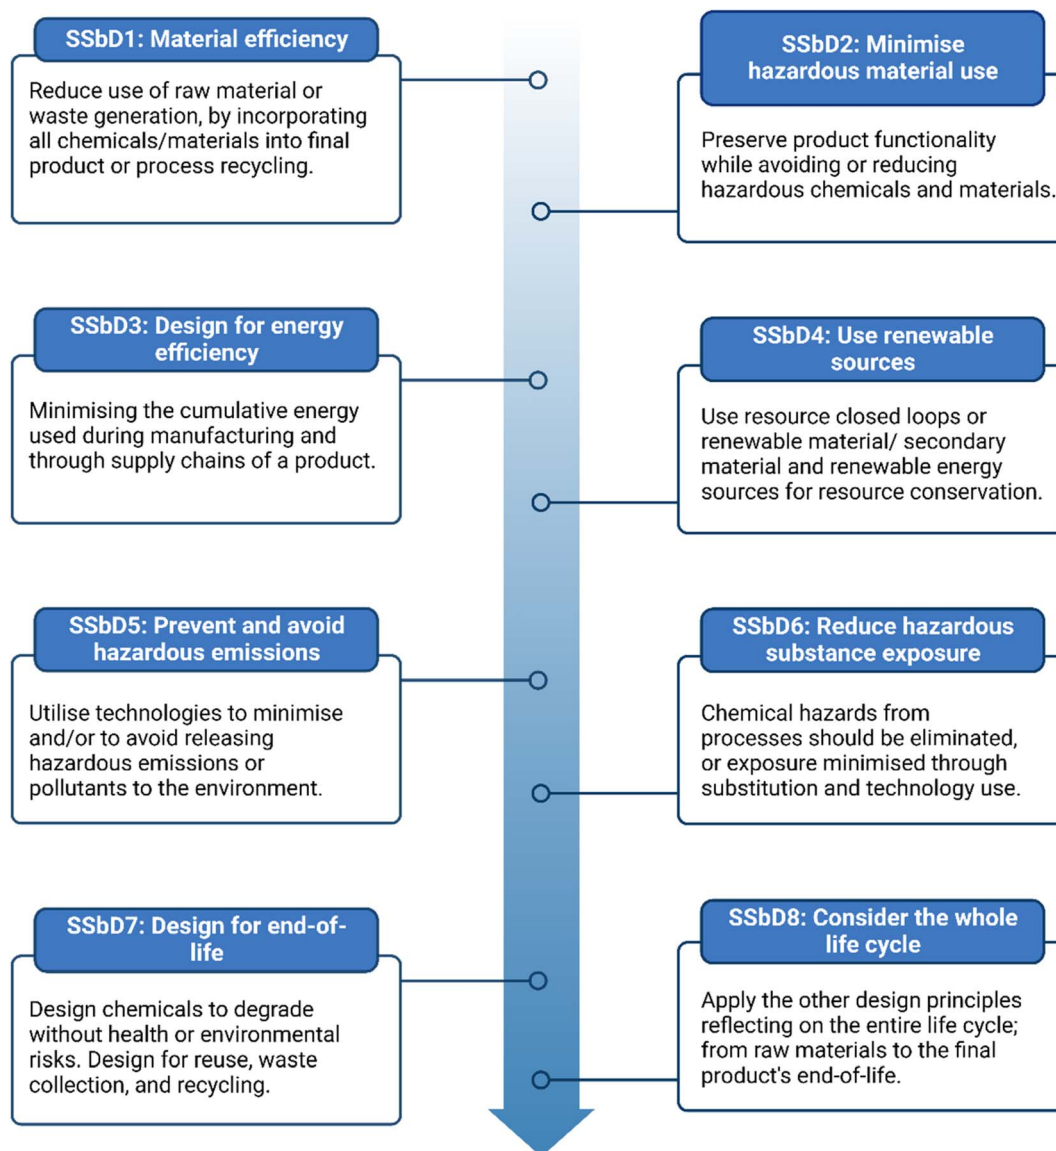 SSbD1: Material efficiency
Reduce use of raw material or
waste generation, by incorporating
all chemicals/materials into final
product or process recycling.
SSbD2: Minimise
hazardous material use
Preserve product functionality
while avoiding or reducing
hazardous chemicals and materials.
SSbD3: Design for energy
efficiency
Minimising the cumulative energy
used during manufacturing and
through supply chains of a product.
SSbD4: Use renewable
sources
Use resource closed loops or
renewable material/ secondary
material and renewable energy
sources for resource conservation.
SSbD5: Prevent and avoid
hazardous emissions
Utilise technologies to minimise
and/or to avoid releasing
hazardous emissions or
pollutants to the environment.
SSbD6: Reduce hazardous
substance exposure
Chemical hazards from
processes should be eliminated,
or exposure minimised through
substitution and technology use.
SSbD7: Design for end-of-
life
Design chemicals to degrade
without health or environmental
risks. Design for reuse, waste
collection, and recycling.
SSbD8: Consider the whole
life cycle
Apply the other design principles
reflecting on the entire life cycle;
from raw materials to the final
product's end-of-life.